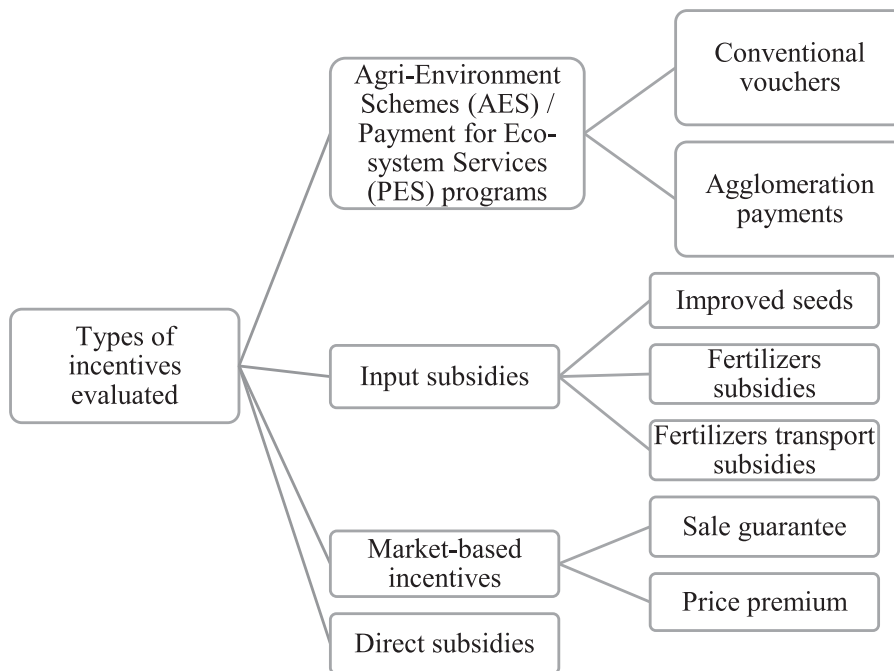 Types of
incentives
evaluated
Agri-Environment
Schemes (AES) /
Payment for Eco-
system Services
(PES) programs
Conventional
vouchers
Agglomeration
payments
Input subsidies
Improved seeds
Fertilizers
subsidies
Fertilizers transport
subsidies
Market-based
incentives
Sale guarantee
Price premium
Direct subsidies